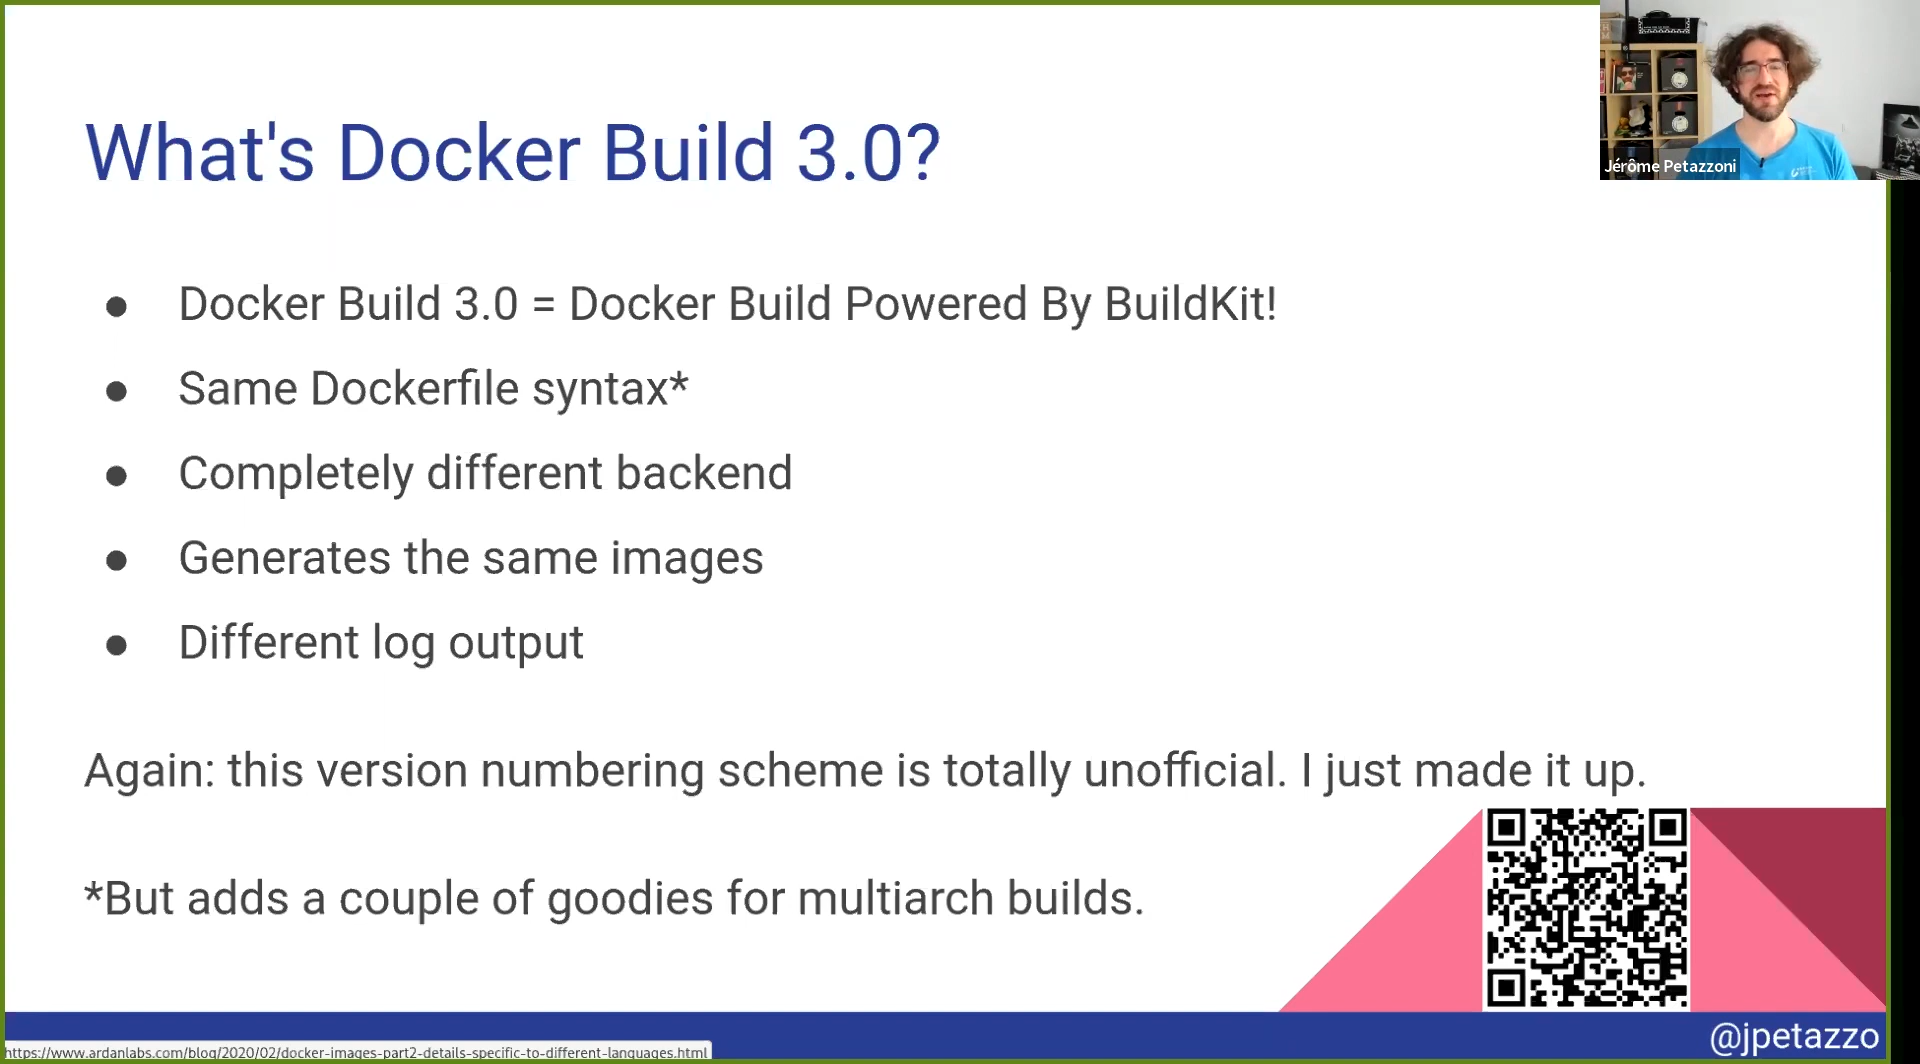 What's Docker Build 3.0?
Jérôme Petazzoni
● Docker Build 3.0 = Docker Build Powered By BuildKit!
● Same Dockerfile syntax*
● Completely different backend
● Generates the same images
● Different log output
Again: this version numbering scheme is totally unofficial. I just made it up.
*But adds a couple of goodies for multiarch builds.
@jpetazzo
https://www.ardanlabs.com/blog/2020/02/docker-images-part2-details-specific-to-different-languages.html